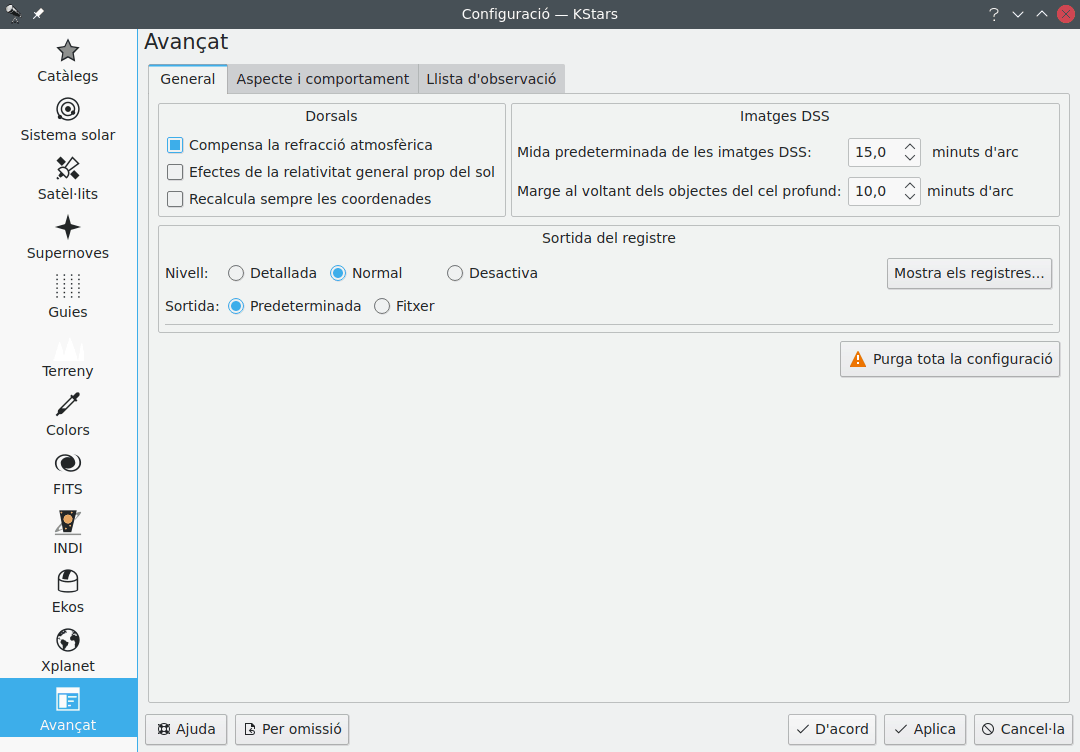 Configuració — KStars
Catàlegs
Sistema solar
Satèl·lits
Supernoves
Guies
Terreny
Colors
FITS
INDI
Ekos
Xplanet
Avançat
Avançat
General
Aspecte i comportament
Llista d'observació
Dorsals
Compensa la refracció atmosfèrica
Efectes de la relativitat general prop del sol
Recalcula sempre les coordenades
Imatges DSS
Mida predeterminada de les imatges DSS: 15,0 minuts d'arc
Marge al voltant dels objectes del cel profund: 10,0 minuts d'arc
Sortida del registre
Nivell: Detallada Normal Desactiva Mostra els registres...
Sortida: Predeterminada Fitxer
Purga tota la configuració
Ajuda Per omissió D'acord Aplica Cancel·la